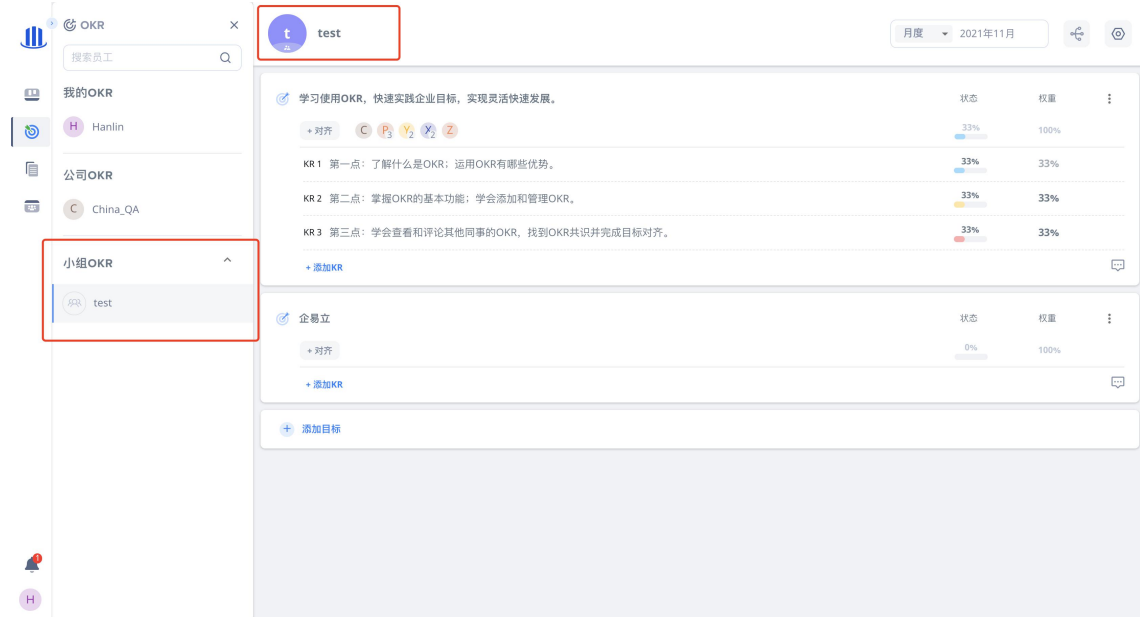 OKR
搜索员工
我的OKR
H Hanlin
公司OKR
C China_QA
小组OKR
test
1
H
t test
月度 2021年11月
学习使用OKR，快速实践企业目标，实现灵活快速发展。 状态 权重
+ 对齐 C P3 Y2 X2 Z 33% 100%
KR 1 第一点：了解什么是OKR；运用OKR有哪些优势。 33% 33%
KR 2 第二点：掌握OKR的基本功能；学会添加和管理OKR。 33% 33%
KR 3 第三点：学会查看和评论其他同事的OKR，找到OKR共识并完成目标对齐。 33% 33%
+ 添加KR
企易立 状态 权重
+ 对齐 0% 100%
+ 添加KR
+ 添加目标